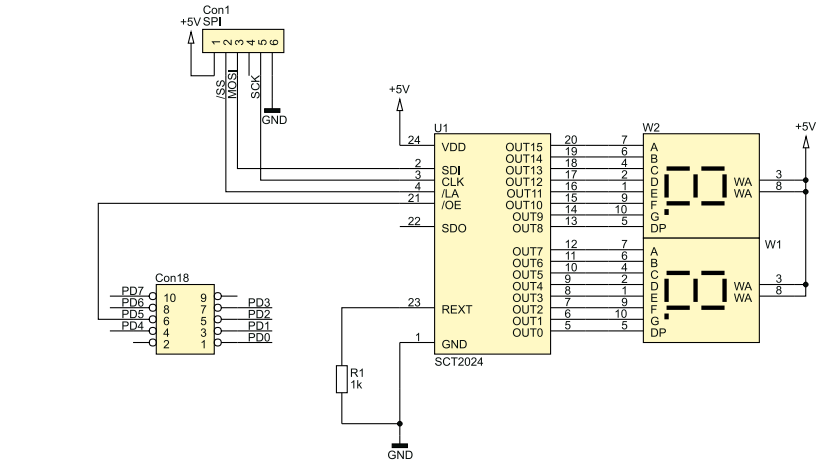 Con1
+5V SPI
1 2 3 4 5 6
/SS
MOSI
SCK
GND
+5V
U1
24 VDD
2 SDI
3 CLK
4 /LA
21 /OE
22 SDO
23 REXT
1 GND
SCT2024
OUT15 20
OUT14 19
OUT13 18
OUT12 17
OUT11 16
OUT10 15
OUT9 14
OUT8 13
OUT7 12
OUT6 11
OUT5 10
OUT4 9
OUT3 8
OUT2 7
OUT1 6
OUT0 5
W2
7 A
6 B
4 C
2 D WA 3
1 E WA 8
9 F
10 G
5 DP
+5V
W1
7 A
6 B
4 C
2 D WA 3
1 E WA 8
9 F
10 G
5 DP
Con18
PD7 10 9
PD6 8 7 PD3
PD5 6 5 PD2
PD4 4 3 PD1
2 1 PD0
R1
1k
GND